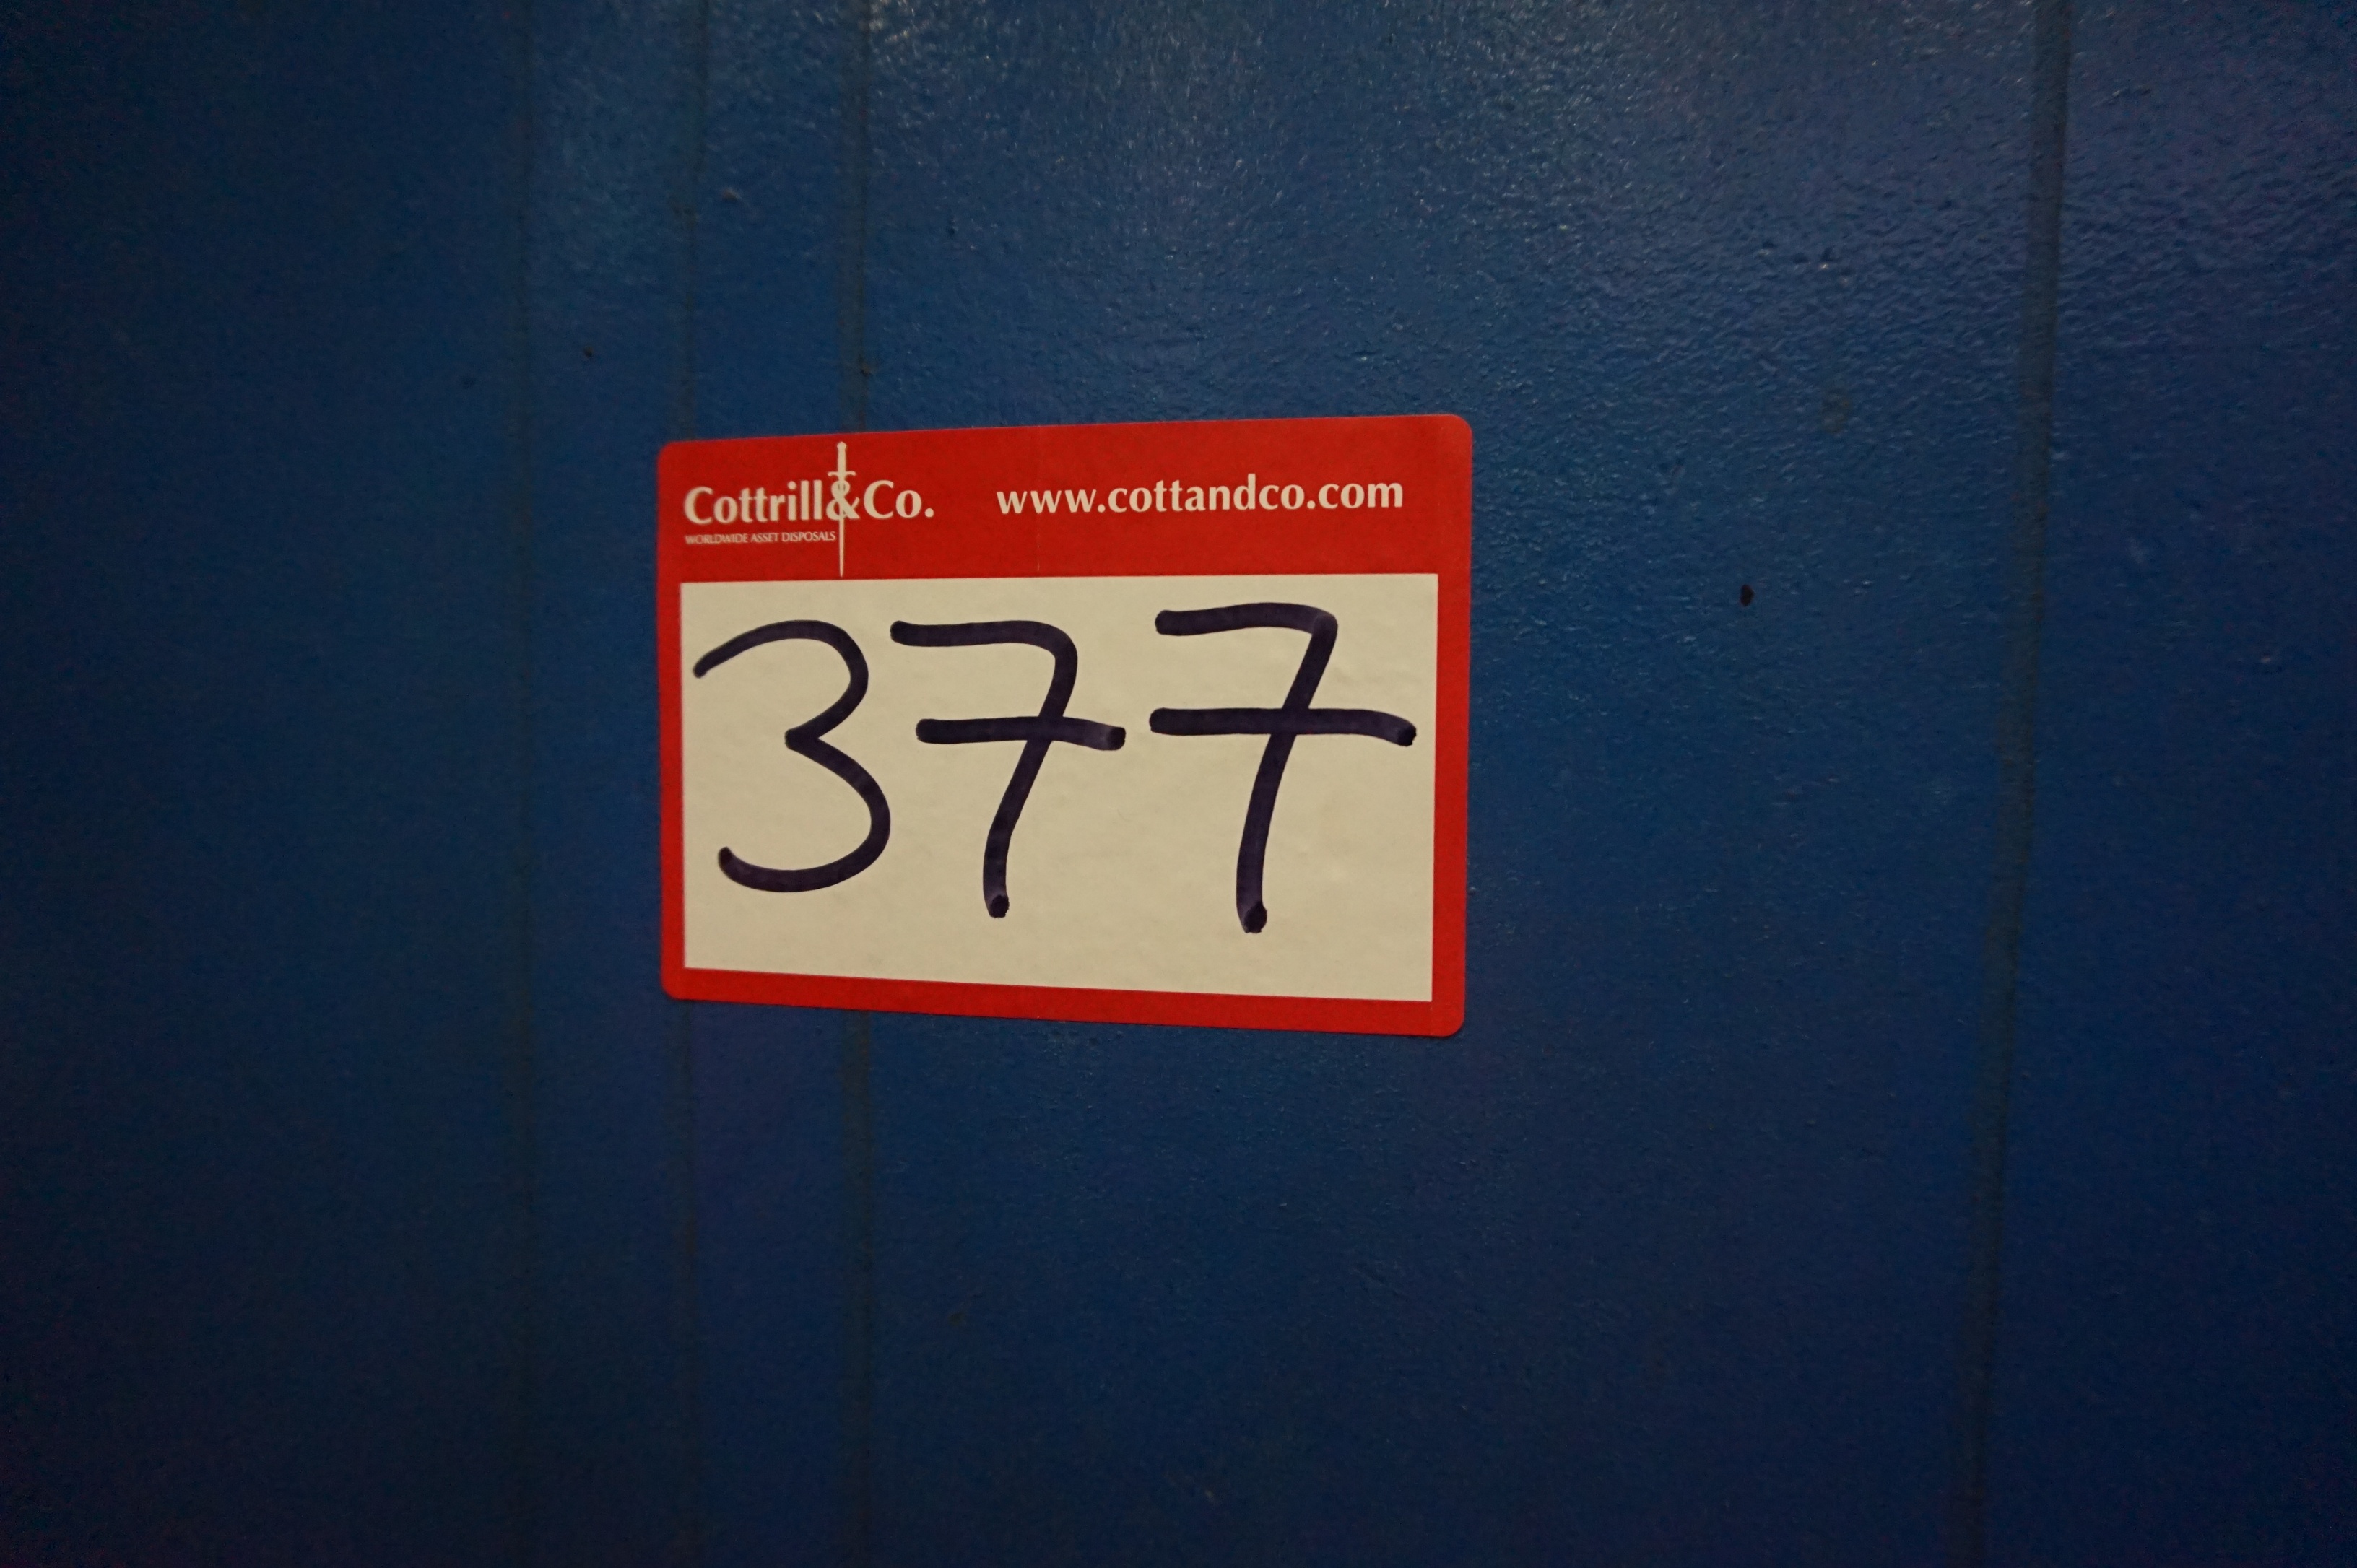 Cottrill&Co. www.cottandco.com
WORLDWIDE ASSET DISPOSALS
377